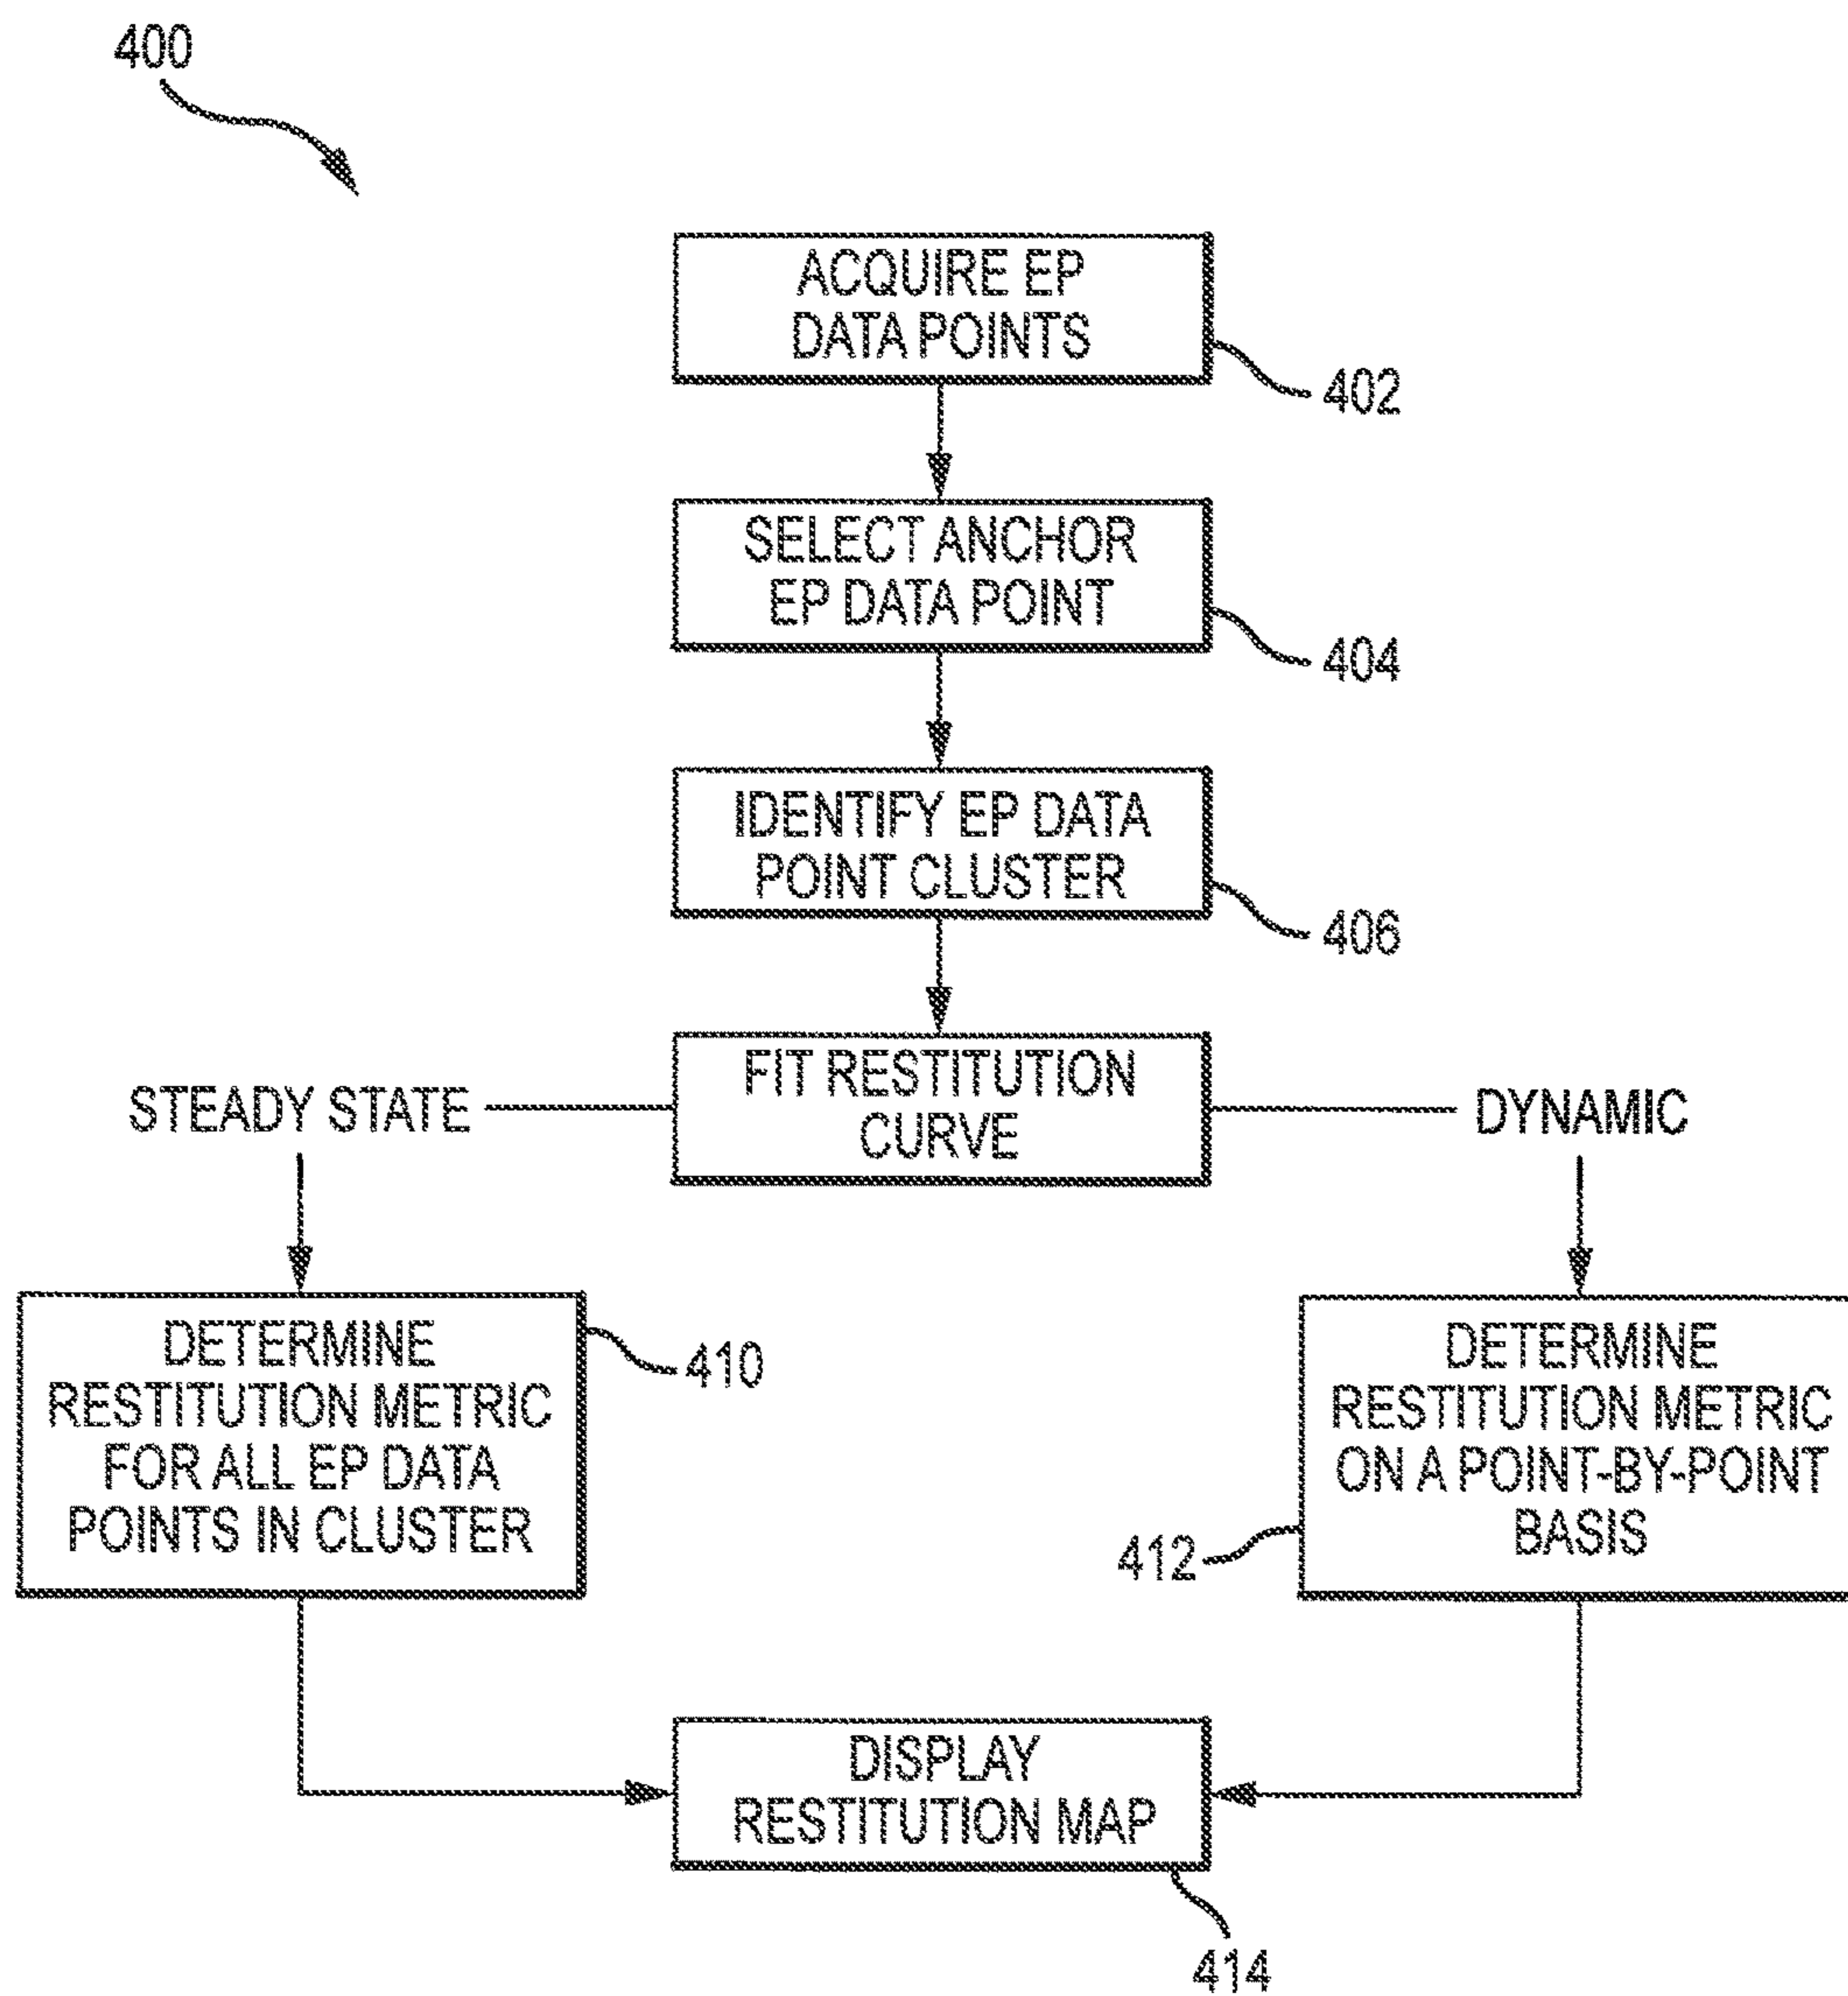 400
ACQUIRE EP
DATA POINTS
402
SELECT ANCHOR
EP DATA POINT
404
IDENTIFY EP DATA
POINT CLUSTER
406
FIT RESTITUTION
CURVE
STEADY STATE
DYNAMIC
DETERMINE
RESTITUTION METRIC
FOR ALL EP DATA
POINTS IN CLUSTER
410
DETERMINE
RESTITUTION METRIC
ON A POINT-BY-POINT
BASIS
412
DISPLAY
RESTITUTION MAP
414